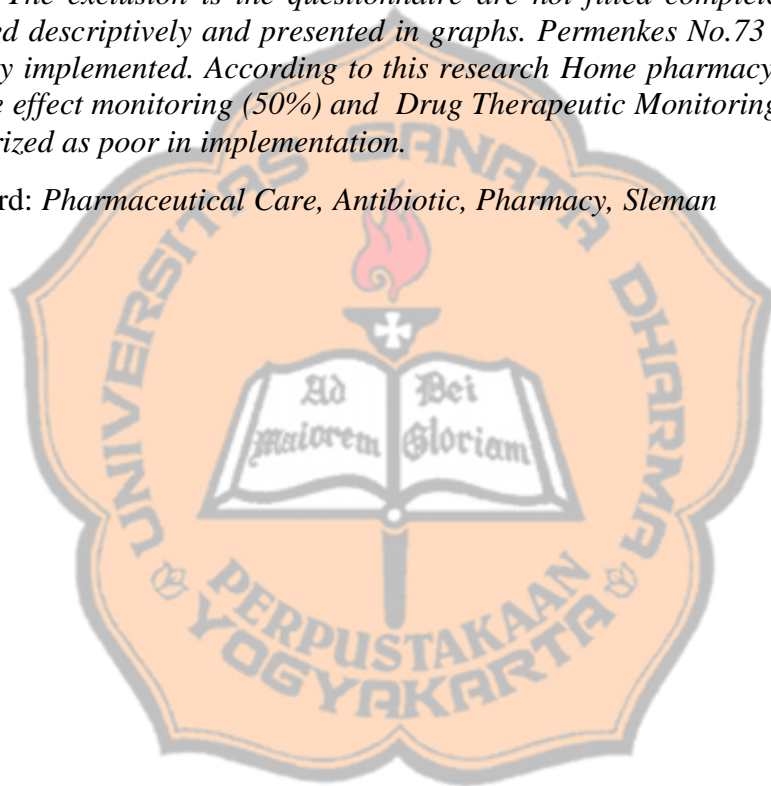 The exclusion is the questionnaire are not filled complete
ed descriptively and presented in graphs. Permenkes No.73
y implemented. According to this research Home pharmacy
e effect monitoring (50%) and Drug Therapeutic Monitoring
rized as poor in implementation.
rd: Pharmaceutical Care, Antibiotic, Pharmacy, Sleman
UNIVERSITAS SANATA DHARMA
Ad Dei
Maiorem Gloriam
PERPUSTAKAAN
YOGYAKARTA